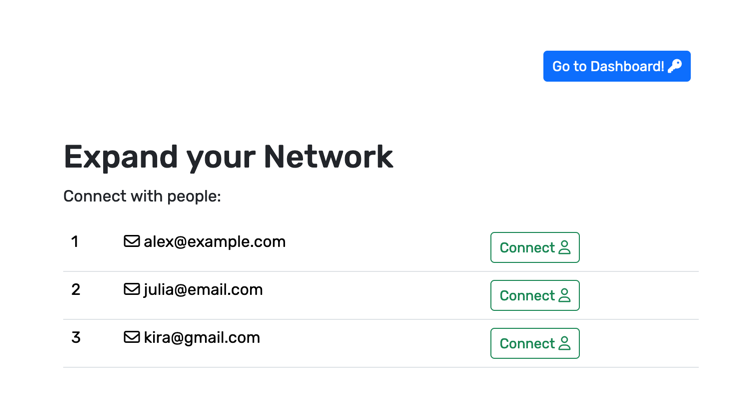 Go to Dashboard!
Expand your Network
Connect with people:
1 alex@example.com Connect
2 julia@email.com Connect
3 kira@gmail.com Connect